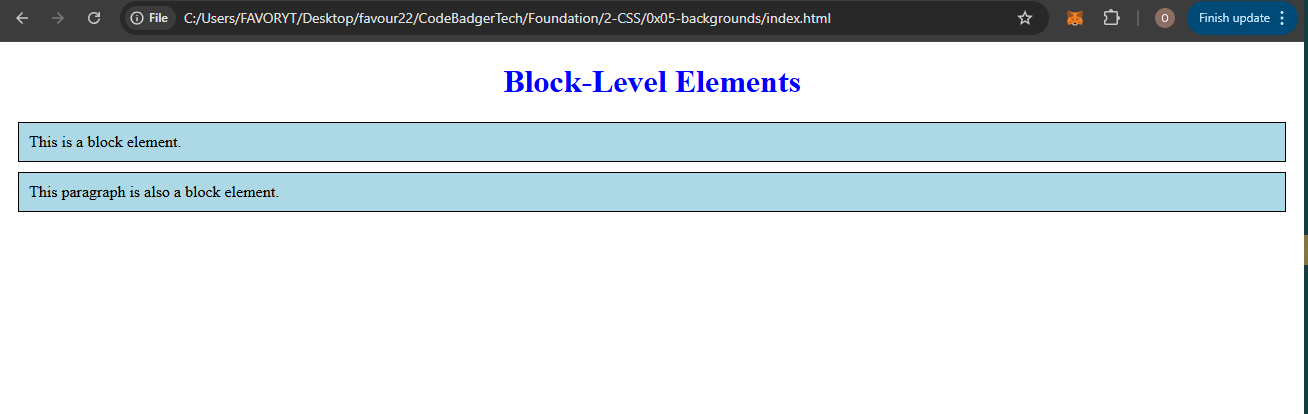 File C:/Users/FAVORYT/Desktop/favour22/CodeBadgerTech/Foundation/2-CSS/0x05-backgrounds/index.html O Finish update
Block-Level Elements
This is a block element.
This paragraph is also a block element.